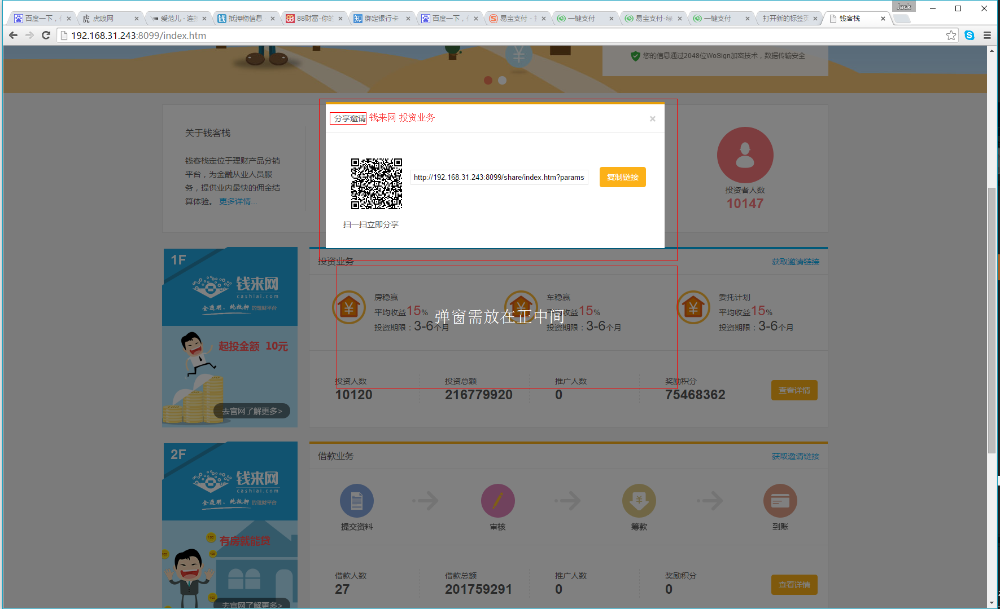 Jack
百度一下，
虎嗅网
爱范儿 · 连接
抵押物信息
88财富-你的
绑定银行卡
百度一下，
易宝支付 -
一键支付
易宝支付-绿
一键支付
打开新的标签页
钱客栈
192.168.31.243:8099/index.htm
您的信息通过2048位WoSign加密技术，数据传输安全
分享邀请 钱来网 投资业务
×
http://192.168.31.243:8099/share/index.htm?params
复制链接
扫一扫立即分享
关于钱客栈
钱客栈定位于理财产品分销
平台，为金融从业人员服
务，提供业内最快的佣金结
算体验。 更多详情...
投资者人数
10147
1F
钱来网
cashlai.com
全透明、纯抵押 的理财平台
起投金额 10元
去官网了解更多>
投资业务
获取邀请链接
房稳赢
平均收益15%
投资期限：3-6个月
车稳赢
平均收益15%
投资期限：3-6个月
委托计划
平均收益15%
投资期限：3-6个月
弹窗需放在正中间
投资人数
10120
投资总额
216779920
推广人数
0
奖励积分
75468362
查看详情
2F
钱来网
cashlai.com
全透明、纯抵押 的理财平台
有房就能贷
100
100
100
100
去官网了解更多>
借款业务
获取邀请链接
提交资料
审核
筹款
到账
借款人数
27
借款总额
201759291
推广人数
0
奖励积分
0
查看详情